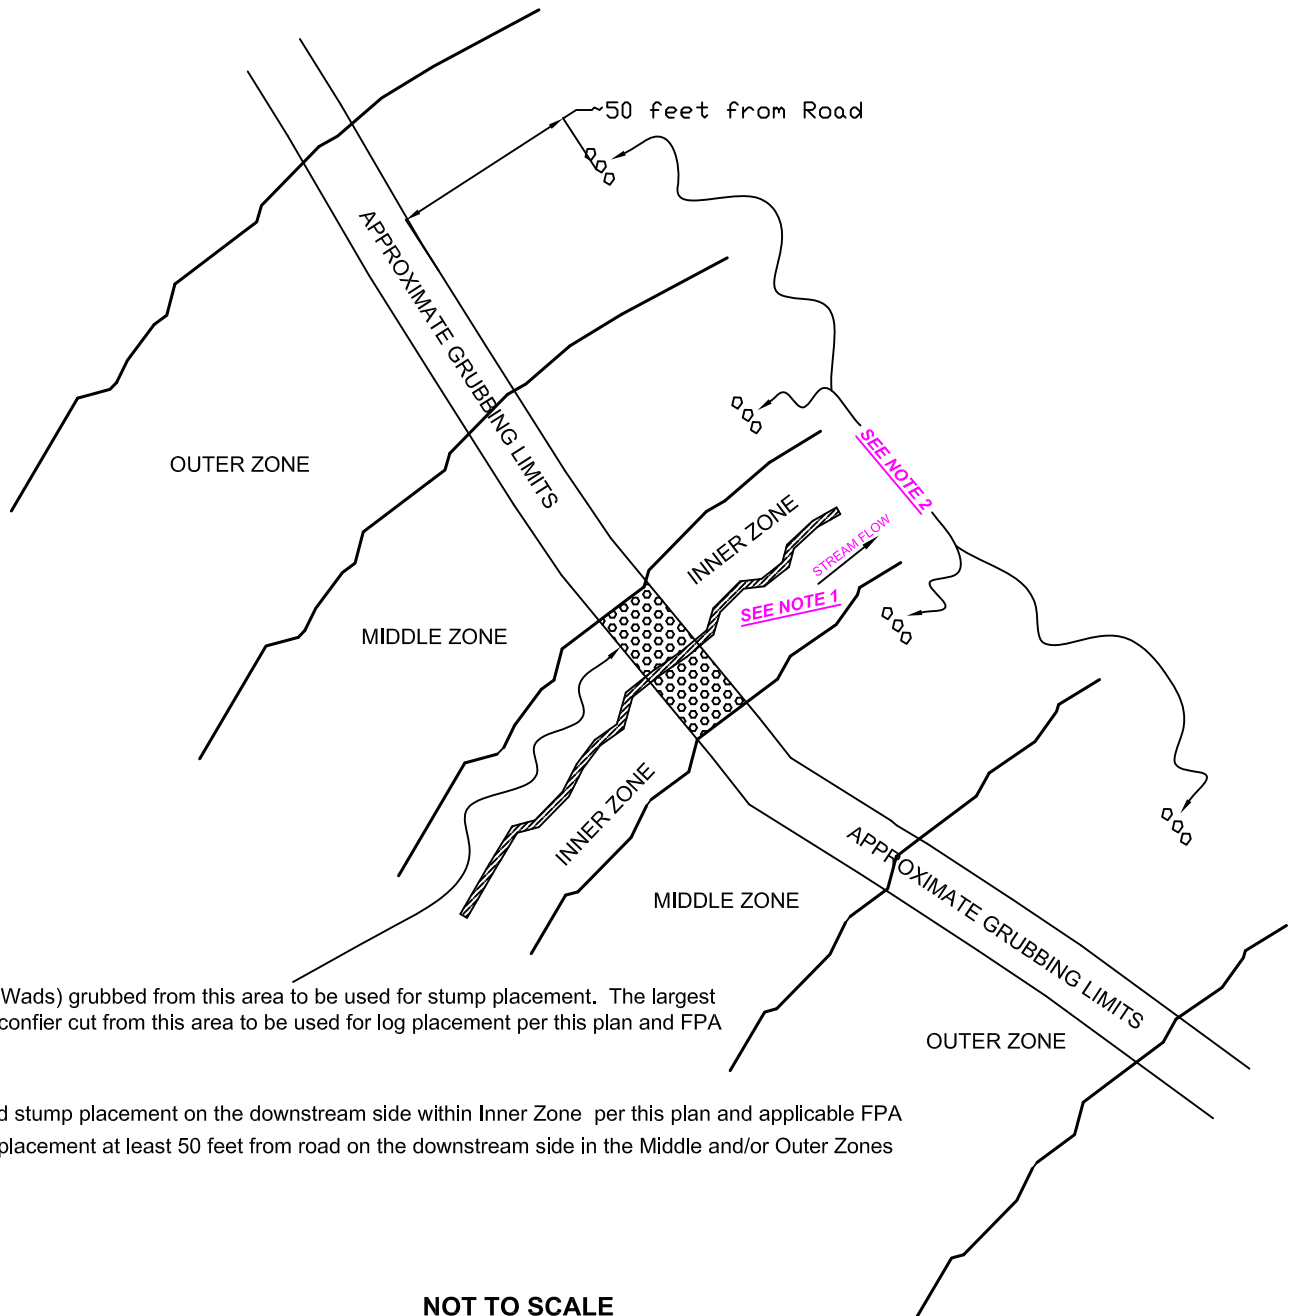 ~50 feet from Road
APPROXIMATE GRUBBING LIMITS
OUTER ZONE
SEE NOTE 2
INNER ZONE
STREAM FLOW
SEE NOTE 1
MIDDLE ZONE
INNER ZONE
APPROXIMATE GRUBBING LIMITS
MIDDLE ZONE
Wads) grubbed from this area to be used for stump placement. The largest
confier cut from this area to be used for log placement per this plan and FPA
OUTER ZONE
stump placement on the downstream side within Inner Zone per this plan and applicable FPA
placement at least 50 feet from road on the downstream side in the Middle and/or Outer Zones
NOT TO SCALE